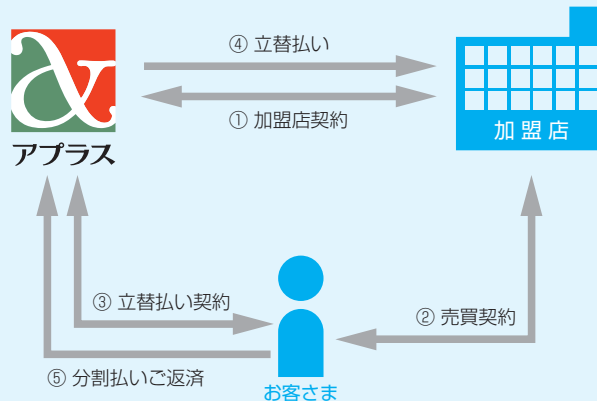 ④ 立替払い
① 加盟店契約
加盟店
アプラス
③ 立替払い契約
② 売買契約
⑤ 分割払いご返済
お客さま